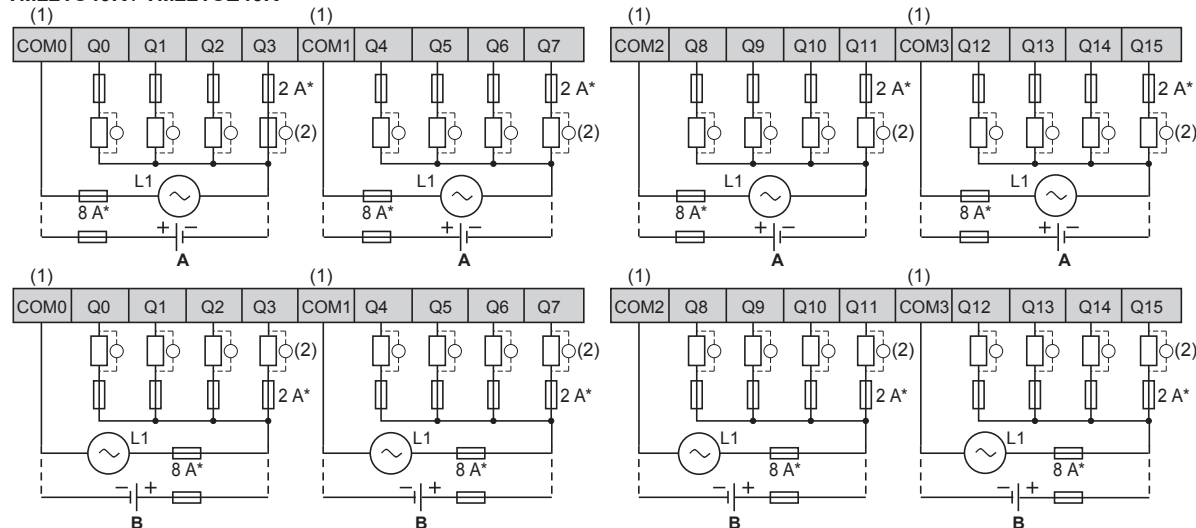 (1) (1) (1) (1)
COM0 Q0 Q1 Q2 Q3 COM1 Q4 Q5 Q6 Q7 COM2 Q8 Q9 Q10 Q11 COM3 Q12 Q13 Q14 Q15
2 A* 2 A* 2 A* 2 A*
(2) (2) (2) (2)
L1 L1 L1 L1
8 A* 8 A* 8 A* 8 A*
+ − + − + − + −
A A A A
(1) (1) (1) (1)
COM0 Q0 Q1 Q2 Q3 COM1 Q4 Q5 Q6 Q7 COM2 Q8 Q9 Q10 Q11 COM3 Q12 Q13 Q14 Q15
(2) (2) (2) (2)
2 A* 2 A* 2 A* 2 A*
L1 L1 L1 L1
8 A* 8 A* 8 A* 8 A*
− + − + − + − +
B B B B